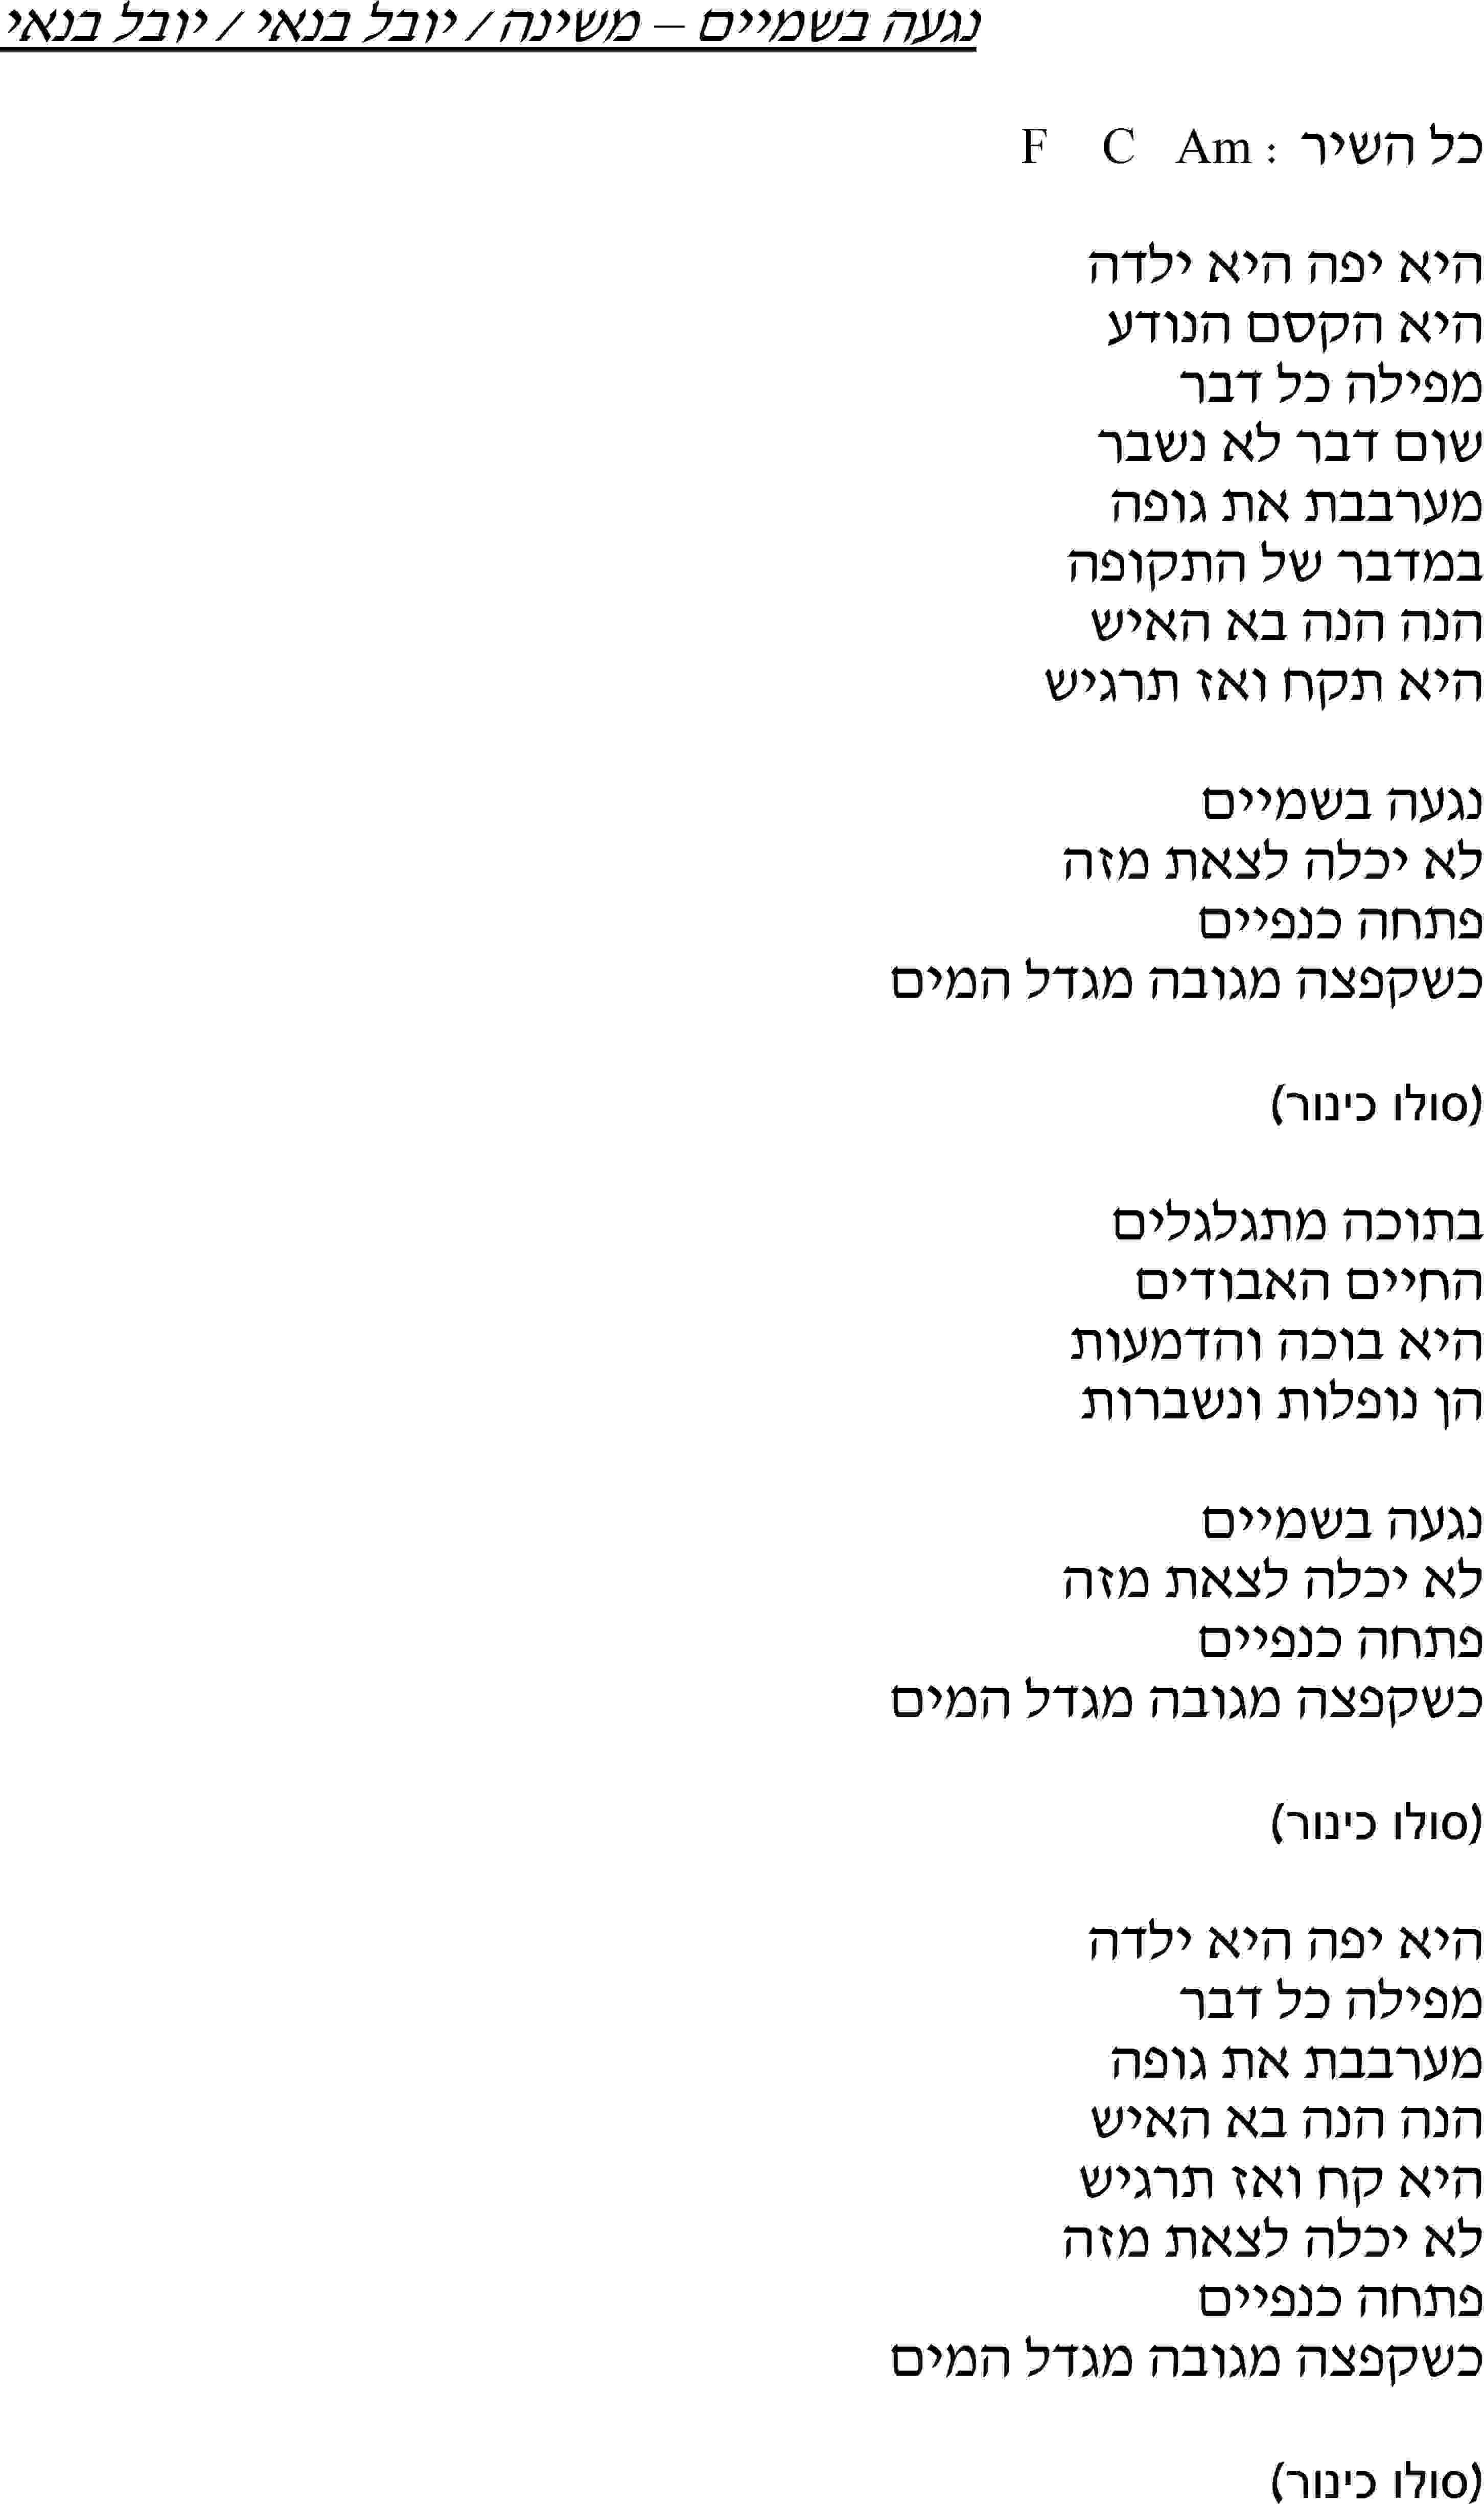 נגעה בשמיים – משינה/ יובל בנאי / יובל בנאי
כל השיר : F C Am
היא יפה היא ילדה
היא הקסם הנודע
מפילה כל דבר
שום דבר לא נשבר
מערבבת את גופה
במדבר של התקופה
הנה הנה בא האיש
היא תקח ואז תרגיש
נגעה בשמיים
לא יכלה לצאת מזה
פתחה כנפיים
כשקפצה מגובה מגדל המים
(סולו כינור)
בתוכה מתגלגלים
החיים האבודים
היא בוכה והדמעות
הן נופלות ונשברות
נגעה בשמיים
לא יכלה לצאת מזה
פתחה כנפיים
כשקפצה מגובה מגדל המים
(סולו כינור)
היא יפה היא ילדה
מפילה כל דבר
מערבבת את גופה
הנה הנה בא האיש
היא קח ואז תרגיש
לא יכלה לצאת מזה
פתחה כנפיים
כשקפצה מגובה מגדל המים
(סולו כינור)